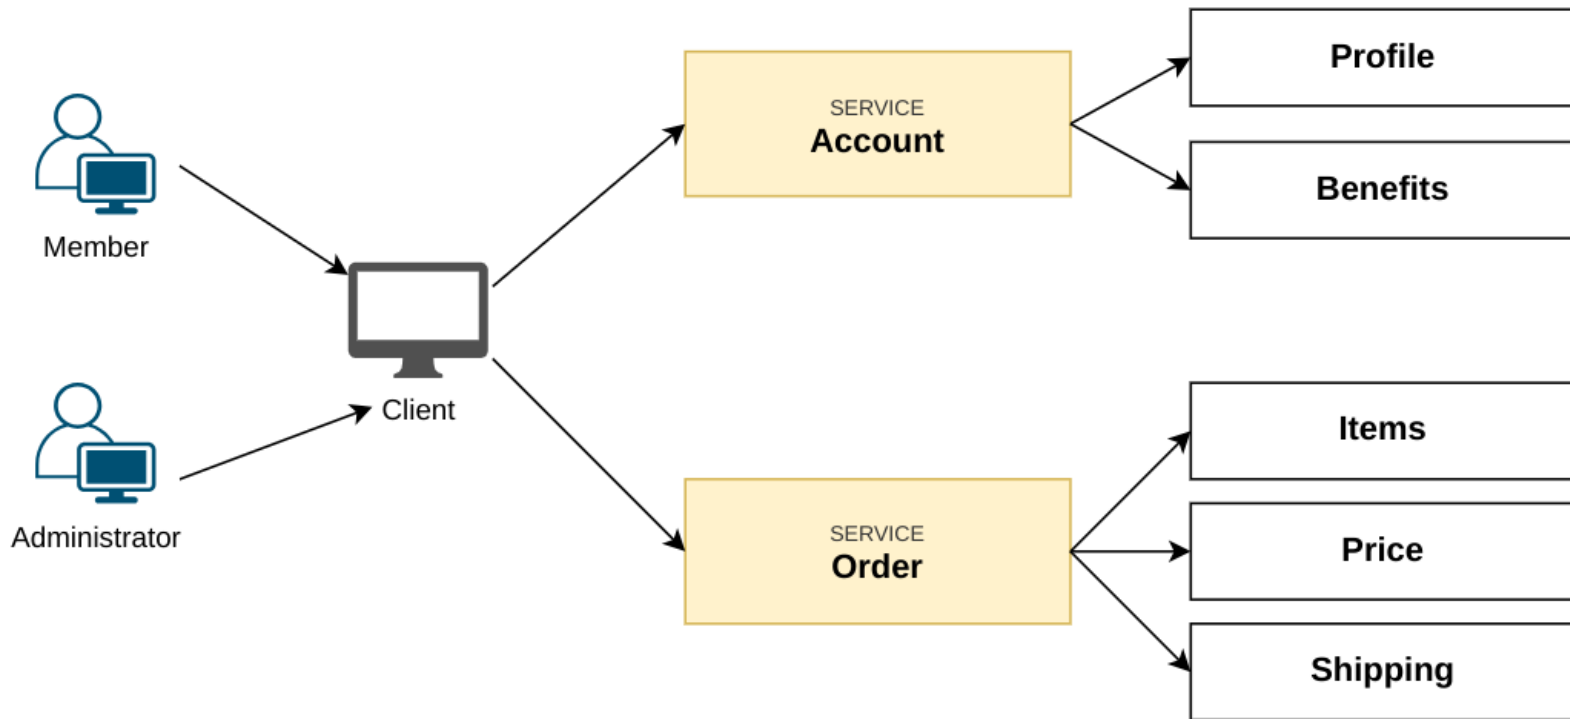 Member
Administrator
Client
SERVICE
Account
SERVICE
Order
Profile
Benefits
Items
Price
Shipping